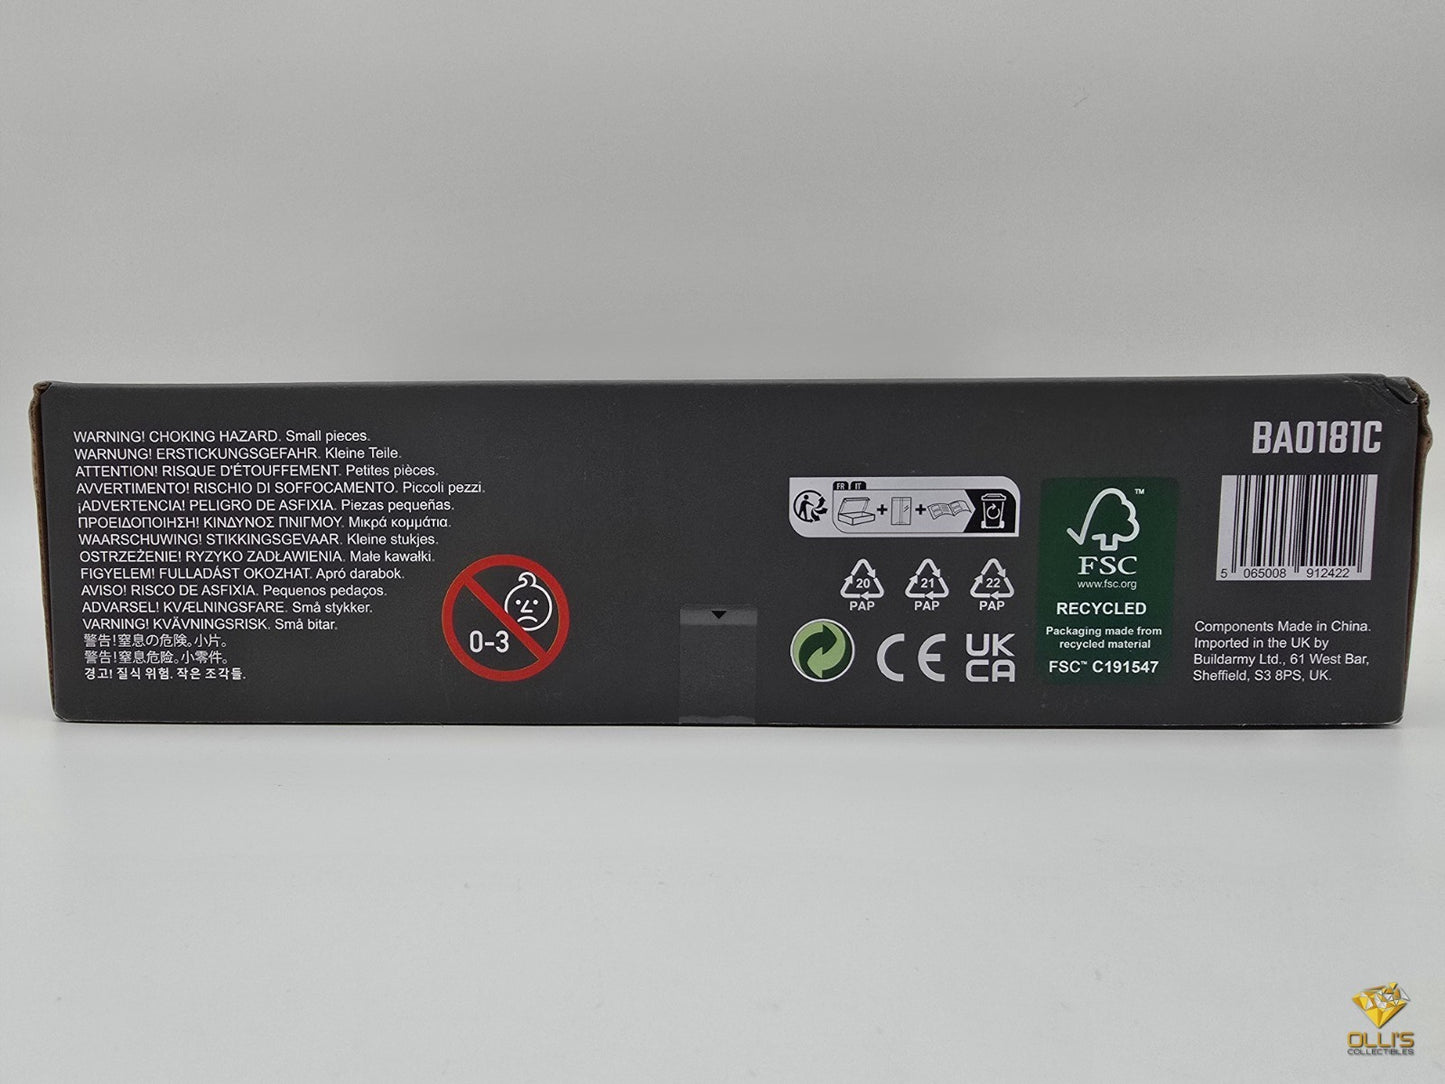 WARNING! CHOKING HAZARD. Small pieces.
WARNUNG! ERSTICKUNGSGEFAHR. Kleine Teile.
ATTENTION! RISQUE D'ÉTOUFFEMENT. Petites pièces.
AVVERTIMENTO! RISCHIO DI SOFFOCAMENTO. Piccoli pezzi.
¡ADVERTENCIA! PELIGRO DE ASFIXIA. Piezas pequeñas.
ΠΡΟΕΙΔΟΠΟΙΗΣΗ! ΚΙΝΔΥΝΟΣ ΠΝΙΓΜΟΥ. Μικρά κομμάτια.
WAARSCHUWING! STIKKINGSGEVAAR. Kleine stukjes.
OSTRZEŻENIE! RYZYKO ZADŁAWIENIA. Małe kawałki.
FIGYELEM! FULLADÁST OKOZHAT. Apró darabok.
AVISO! RISCO DE ASFIXIA. Pequenos pedaços.
ADVARSEL! KVÆLNINGSFARE. Små stykker.
VARNING! KVÄVNINGSRISK. Små bitar.
警告!窒息の危険。小片。
警告!窒息危险。小零件。
경고! 질식 위험. 작은 조각들.
0-3
FR IT
20 21 22
PAP PAP PAP
CE UK
CA
FSC™
www.fsc.org
RECYCLED
Packaging made from
recycled material
FSC™ C191547
BA0181C
5 065008 912422
Components Made in China.
Imported in the UK by
Buildarmy Ltd., 61 West Bar,
Sheffield, S3 8PS, UK.
OLLI'S
COLLECTIBLES